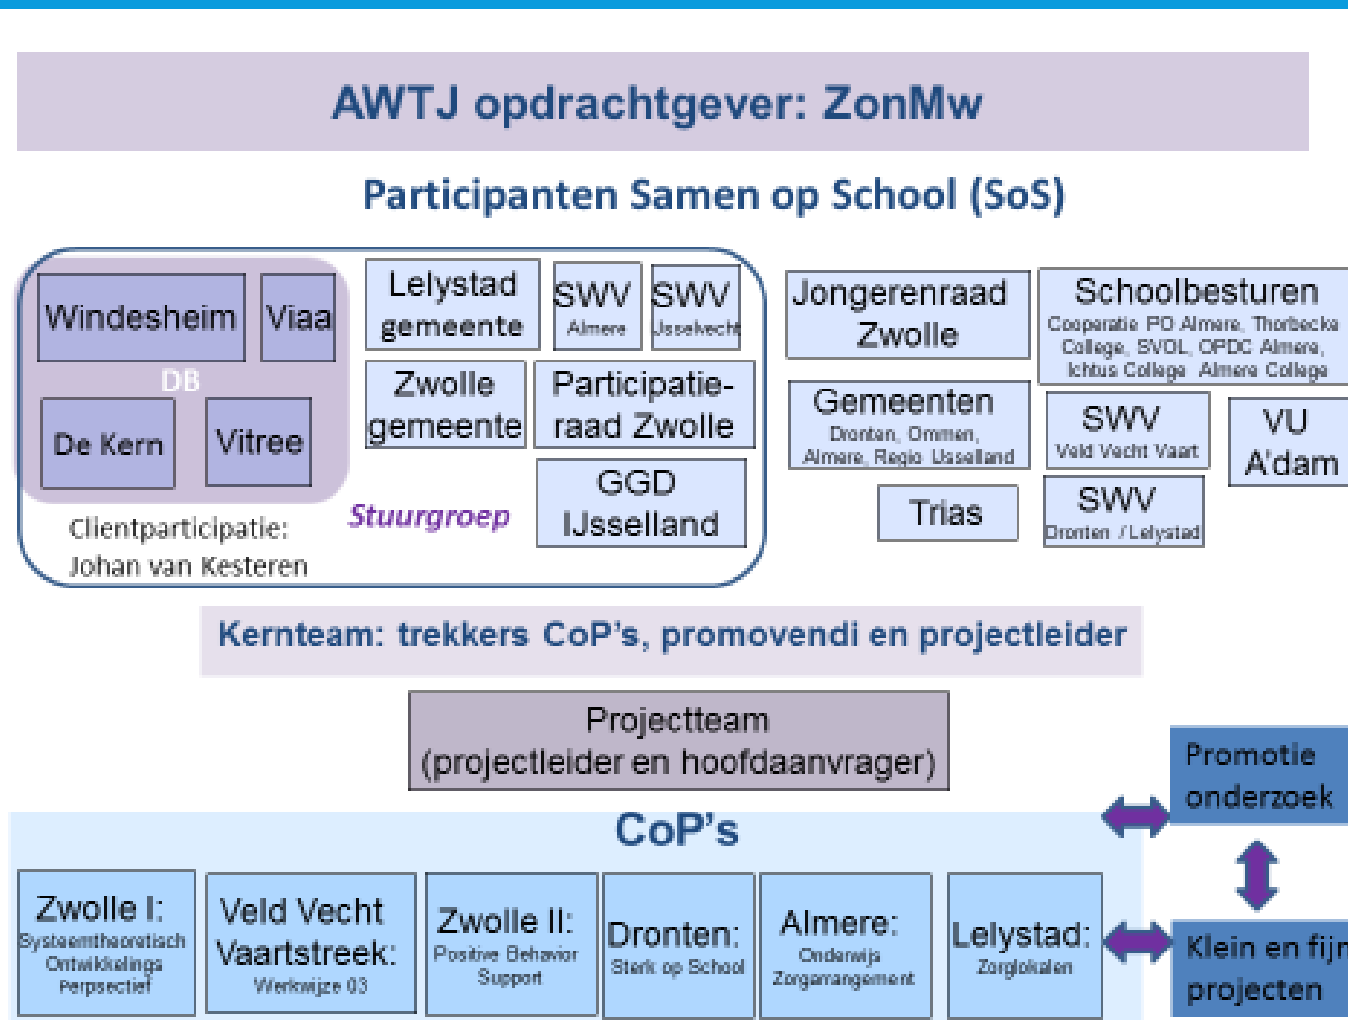 AWTJ opdrachtgever: ZonMw
Participanten Samen op School (SoS)
Windesheim
Viaa
DB
De Kern
Vitree
Clientparticipatie:
Johan van Kesteren
Lelystad
gemeente
SWV
Almere
SWV
IJsselvecht
Zwolle
gemeente
Participatie-
raad Zwolle
GGD
IJsselland
Stuurgroep
Jongerenraad
Zwolle
Schoolbesturen
Cooperatie PO Almere, Thorbecke
College, SVOL, OPDC Almere,
Ichtus College Almere College
Gemeenten
Dronten, Ommen,
Almere, Regio IJsselland
SWV
Veld Vecht Vaart
VU
A'dam
Trias
SWV
Dronten / Lelystad
Kernteam: trekkers CoP's, promovendi en projectleider
Projectteam
(projectleider en hoofdaanvrager)
Promotie
onderzoek
CoP's
Zwolle I:
Systeemtheoretisch
Ontwikkelings
Perpsectief
Veld Vecht
Vaartstreek:
Werkwijze 03
Zwolle II:
Positive Behavior
Support
Dronten:
Sterk op School
Almere:
Onderwijs
Zorgarrangement
Lelystad:
Zorglokalen
Klein en fijn
projecten